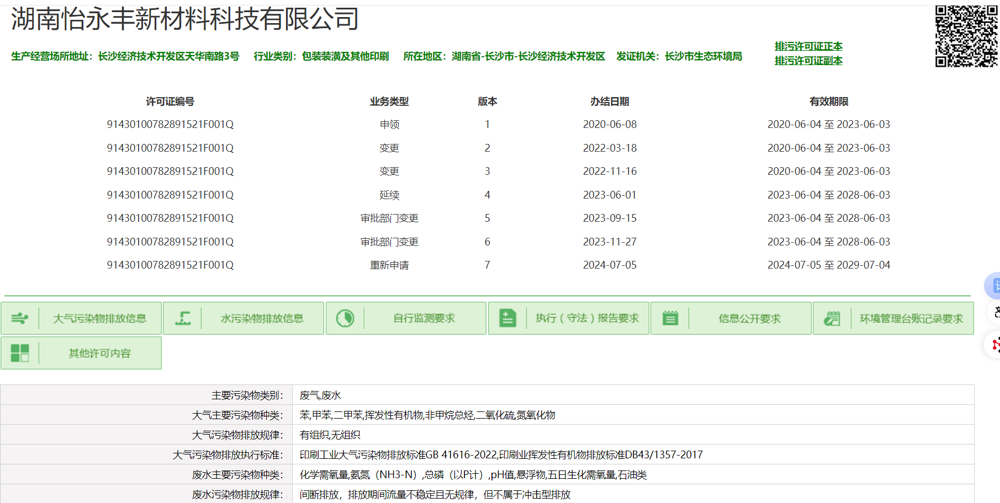 湖南怡永丰新材料科技有限公司
生产经营场所地址：长沙经济技术开发区天华南路3号 行业类别：包装装潢及其他印刷 所在地区：湖南省-长沙市-长沙经济技术开发区 发证机关：长沙市生态环境局
排污许可证正本
排污许可证副本
许可证编号 业务类型 版本 办结日期 有效期限
91430100782891521F001Q 申领 1 2020-06-08 2020-06-04 至 2023-06-03
91430100782891521F001Q 变更 2 2022-03-18 2020-06-04 至 2023-06-03
91430100782891521F001Q 变更 3 2022-11-16 2020-06-04 至 2023-06-03
91430100782891521F001Q 延续 4 2023-06-01 2023-06-04 至 2028-06-03
91430100782891521F001Q 审批部门变更 5 2023-09-15 2023-06-04 至 2028-06-03
91430100782891521F001Q 审批部门变更 6 2023-11-27 2023-06-04 至 2028-06-03
91430100782891521F001Q 重新申请 7 2024-07-05 2024-07-05 至 2029-07-04
大气污染物排放信息 水污染物排放信息 自行监测要求 执行（守法）报告要求 信息公开要求 环境管理台账记录要求
其他许可内容
主要污染物类别： 废气,废水
大气主要污染物种类： 苯,甲苯,二甲苯,挥发性有机物,非甲烷总烃,二氧化硫,氮氧化物
大气污染物排放规律： 有组织,无组织
大气污染物排放执行标准： 印刷工业大气污染物排放标准GB 41616-2022,印刷业挥发性有机物排放标准DB43/1357-2017
废水主要污染物种类： 化学需氧量,氨氮（NH3-N）,总磷（以P计）,pH值,悬浮物,五日生化需氧量,石油类
废水污染物排放规律： 间断排放，排放期间流量不稳定且无规律，但不属于冲击型排放